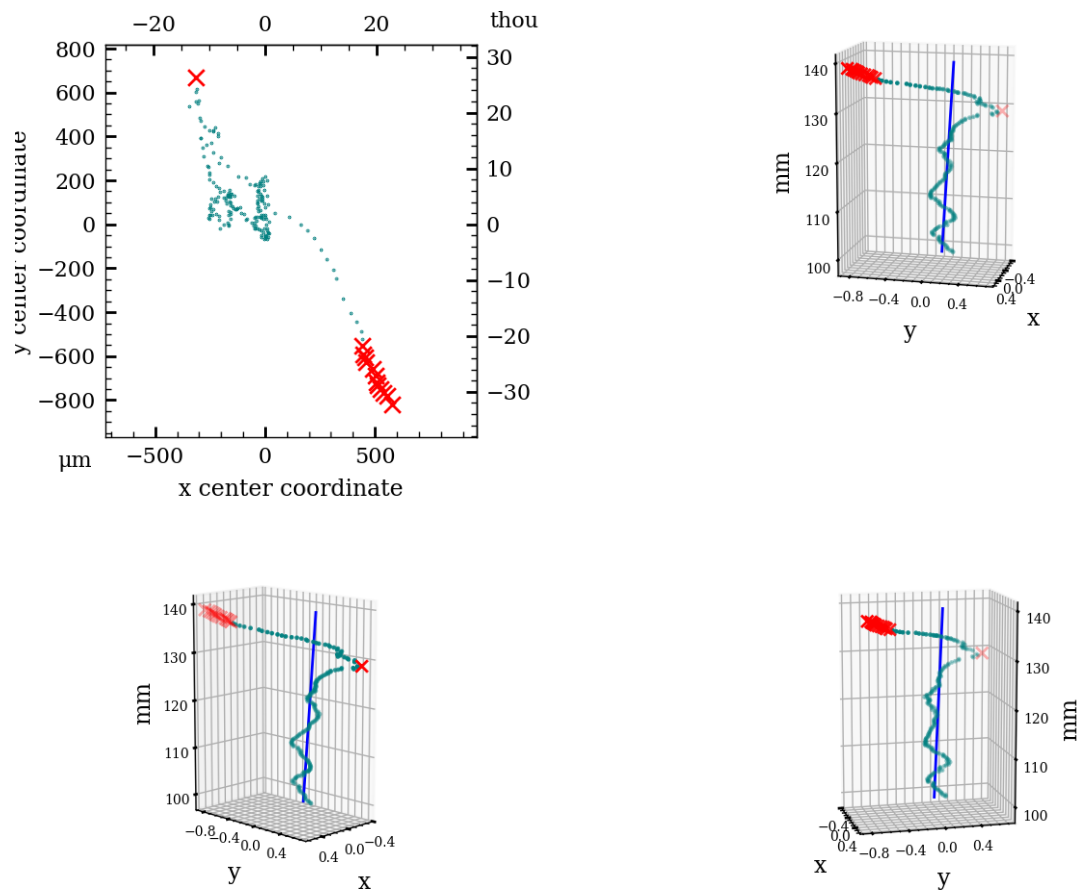 −20 0 20 thou
800 30
600 20
400
200 10
0 0
−200
−10
−400
−20
−600
−30
−800
µm −500 0 500
x center coordinate
y center coordinate
140
130
120
110
100
mm
−0.8 −0.4 0.0 0.4
y
−0.4
0.0
0.4
x
140
130
120
110
100
mm
−0.8 −0.4 0.0 0.4
y
0.4 0.0 −0.4
x
140
130
120
110
100
mm
−0.4
0.0
0.4
x
−0.8 −0.4 0.0 0.4
y